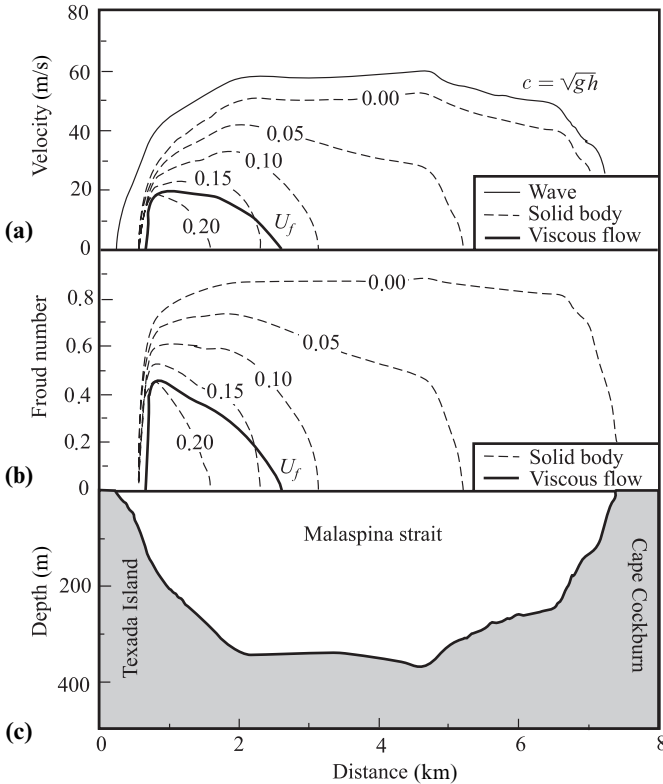 80
60
40
20
0
Velocity (m/s)
(a)
c = √gh
0.00
0.05
0.10
0.15
0.20
U_f
Wave
Solid body
Viscous flow
0.8
0.6
0.4
0.2
0
Froud number
(b)
0.00
0.05
0.10
0.15
0.20
U_f
Solid body
Viscous flow
200
400
Depth (m)
(c)
Malaspina strait
Texada Island
Cape Cockburn
0 2 4 6 8
Distance (km)